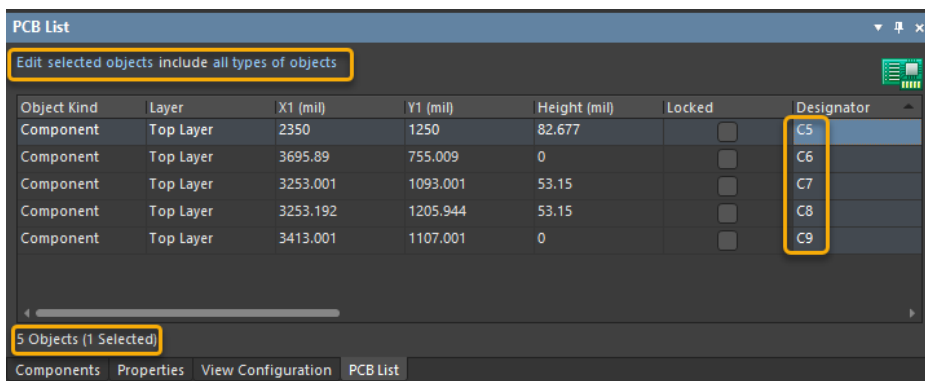 PCB List
Edit selected objects include all types of objects
Object Kind Layer X1 (mil) Y1 (mil) Height (mil) Locked Designator
Component Top Layer 2350 1250 82.677 C5
Component Top Layer 3695.89 755.009 0 C6
Component Top Layer 3253.001 1093.001 53.15 C7
Component Top Layer 3253.192 1205.944 53.15 C8
Component Top Layer 3413.001 1107.001 0 C9
5 Objects (1 Selected)
Components Properties View Configuration PCB List